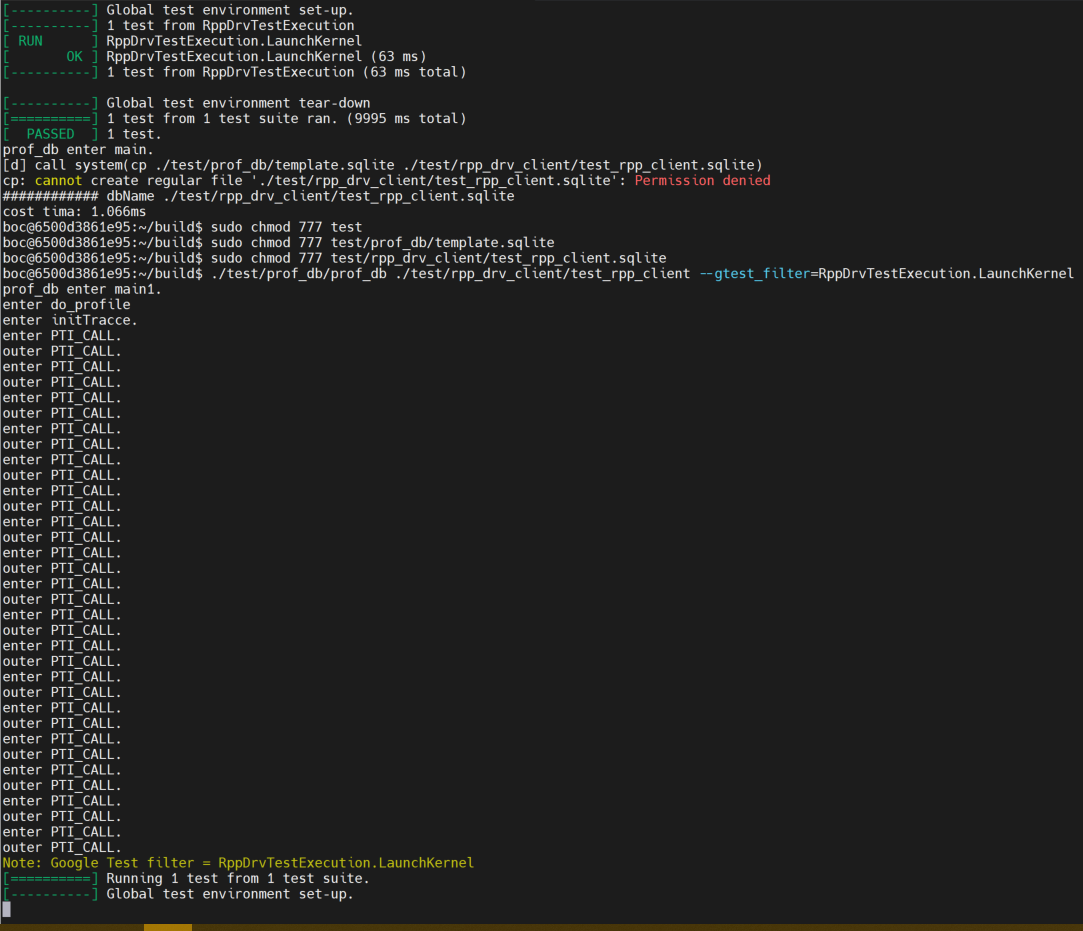 [----------] Global test environment set-up.
[----------] 1 test from RppDrvTestExecution
[ RUN      ] RppDrvTestExecution.LaunchKernel
[       OK ] RppDrvTestExecution.LaunchKernel (63 ms)
[----------] 1 test from RppDrvTestExecution (63 ms total)

[----------] Global test environment tear-down
[==========] 1 test from 1 test suite ran. (9995 ms total)
[  PASSED  ] 1 test.
prof_db enter main.
[d] call system(cp ./test/prof_db/template.sqlite ./test/rpp_drv_client/test_rpp_client.sqlite)
cp: cannot create regular file './test/rpp_drv_client/test_rpp_client.sqlite': Permission denied
############ dbName ./test/rpp_drv_client/test_rpp_client.sqlite
cost tima: 1.066ms
boc@6500d3861e95:~/build$ sudo chmod 777 test
boc@6500d3861e95:~/build$ sudo chmod 777 test/prof_db/template.sqlite
boc@6500d3861e95:~/build$ sudo chmod 777 test/rpp_drv_client/test_rpp_client.sqlite
boc@6500d3861e95:~/build$ ./test/prof_db/prof_db ./test/rpp_drv_client/test_rpp_client --gtest_filter=RppDrvTestExecution.LaunchKernel
prof_db enter main1.
enter do_profile
enter initTracce.
enter PTI_CALL.
outer PTI_CALL.
enter PTI_CALL.
outer PTI_CALL.
enter PTI_CALL.
outer PTI_CALL.
enter PTI_CALL.
outer PTI_CALL.
enter PTI_CALL.
outer PTI_CALL.
enter PTI_CALL.
outer PTI_CALL.
enter PTI_CALL.
outer PTI_CALL.
enter PTI_CALL.
outer PTI_CALL.
enter PTI_CALL.
outer PTI_CALL.
enter PTI_CALL.
outer PTI_CALL.
enter PTI_CALL.
outer PTI_CALL.
enter PTI_CALL.
outer PTI_CALL.
enter PTI_CALL.
outer PTI_CALL.
enter PTI_CALL.
outer PTI_CALL.
enter PTI_CALL.
outer PTI_CALL.
enter PTI_CALL.
outer PTI_CALL.
enter PTI_CALL.
outer PTI_CALL.
Note: Google Test filter = RppDrvTestExecution.LaunchKernel
[==========] Running 1 test from 1 test suite.
[----------] Global test environment set-up.